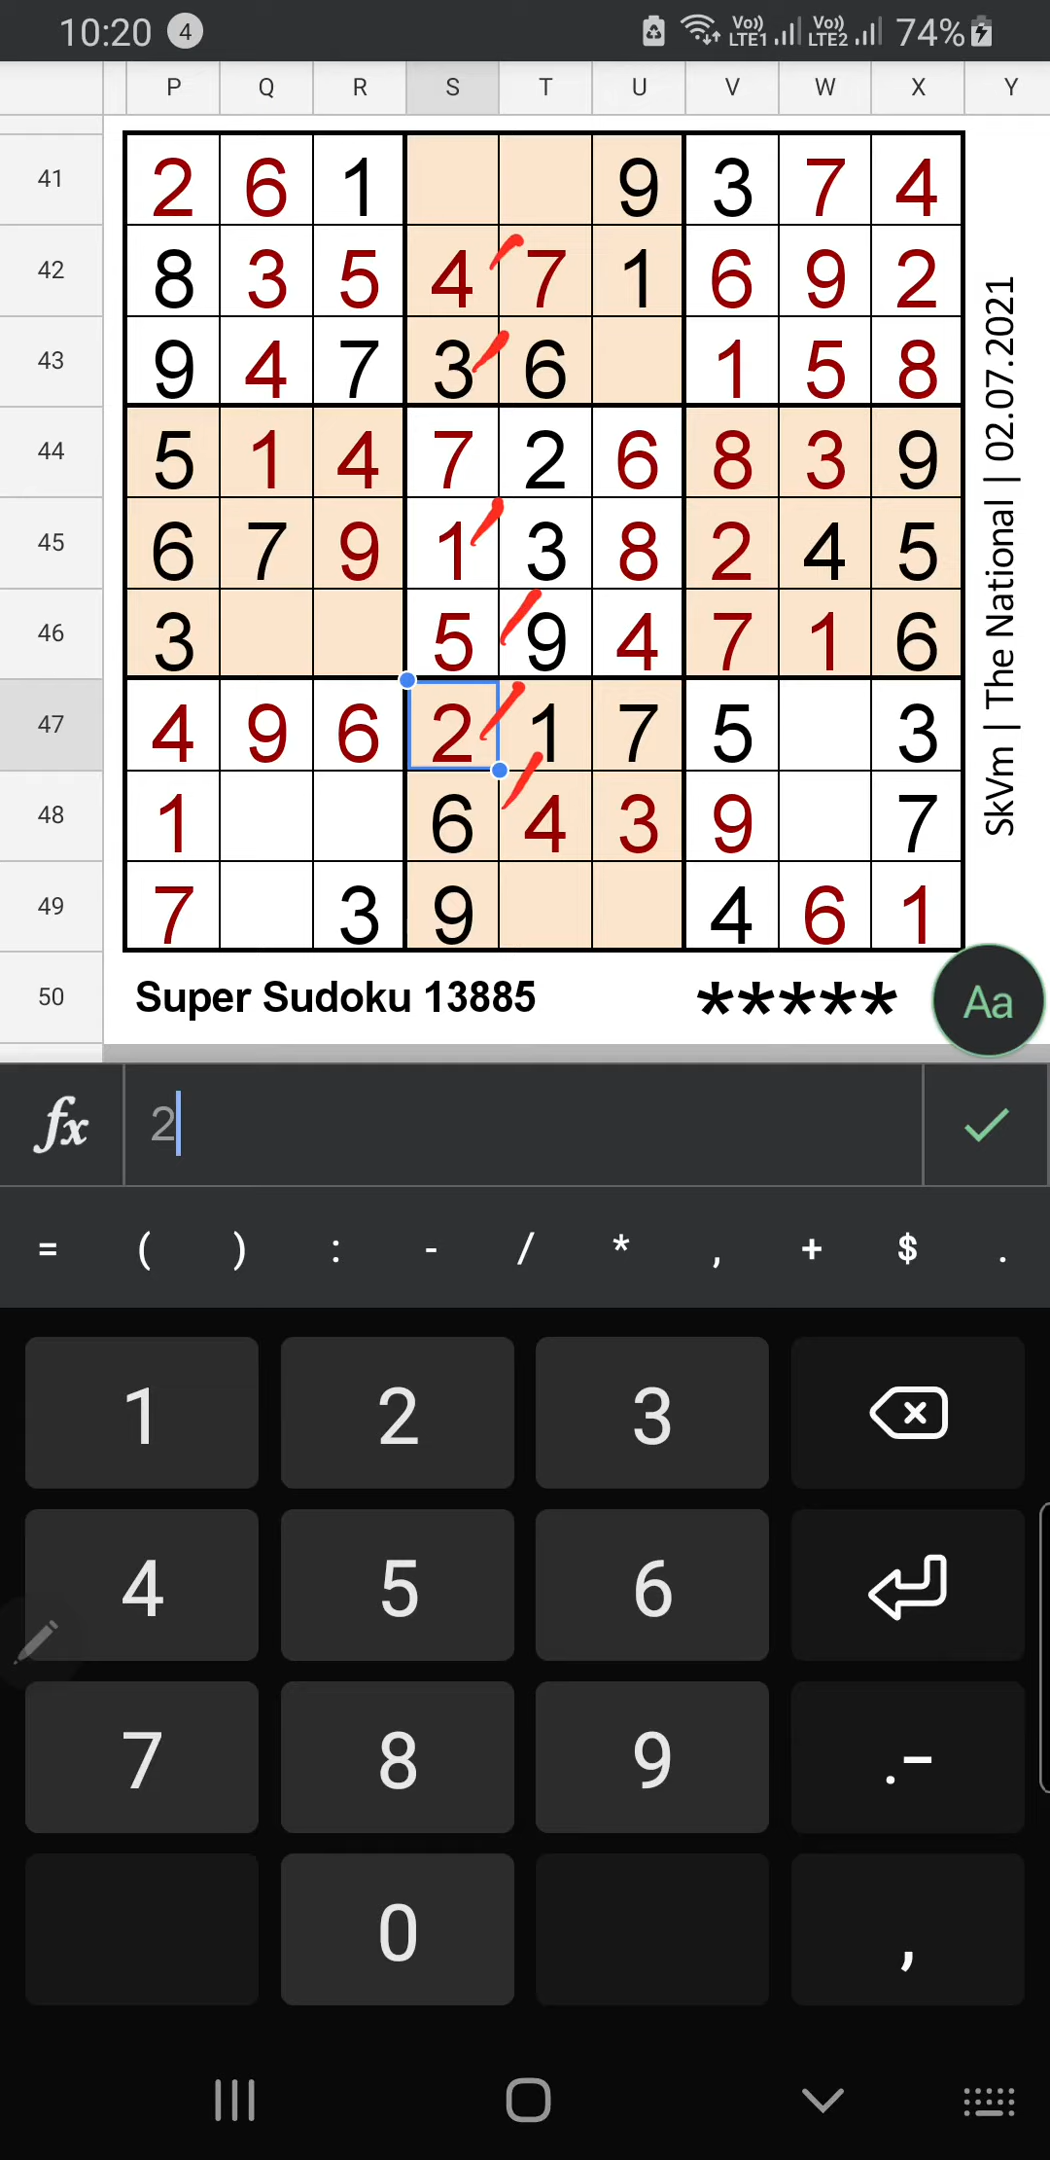 10:20 4 Vo)) LTE1 Vo)) LTE2 74%
P Q R S T U V W X Y
41 2 6 1 9 3 7 4
42 8 3 5 4 7 1 6 9 2
43 9 4 7 3 6 1 5 8
44 5 1 4 7 2 6 8 3 9
45 6 7 9 1 3 8 2 4 5
46 3 5 9 4 7 1 6
47 4 9 6 2 1 7 5 3
48 1 6 4 3 9 7
49 7 3 9 4 6 1
SkVm | The National | 02.07.2021
50 Super Sudoku 13885 *****
Aa
fx 2
= ( ) : - / * , + $ .
1 2 3
4 5 6
7 8 9 .-
0 ,